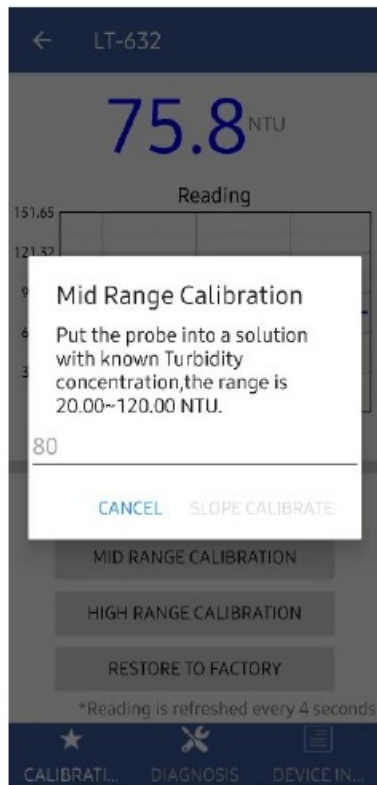 LT-632
75.8 NTU
Reading
151.65
121.32
Mid Range Calibration
Put the probe into a solution
with known Turbidity
concentration,the range is
20.00~120.00 NTU.
80
CANCEL SLOPE CALIBRATE
MID RANGE CALIBRATION
HIGH RANGE CALIBRATION
RESTORE TO FACTORY
*Reading is refreshed every 4 seconds
CALIBRATI... DIAGNOSIS DEVICE IN...